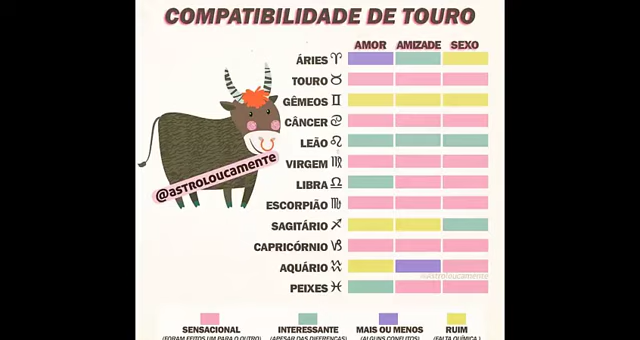 COMPATIBILIDADE DE TOURO
AMOR AMIZADE SEXO
ÁRIES ♈
TOURO ♉
GÊMEOS ♊
CÂNCER ♋
LEÃO ♌
VIRGEM ♍
LIBRA ♎
ESCORPIÃO ♏
SAGITÁRIO ♐
CAPRICÓRNIO ♑
AQUÁRIO ♒
PEIXES ♓
@astroloucamente
@astroloucamente
SENSACIONAL INTERESSANTE MAIS OU MENOS RUIM
(FORAM FEITOS UM PARA O OUTRO) (APESAR DAS DIFERENÇAS) (ALGUNS CONFLITOS) (FALTA QUÍMICA)